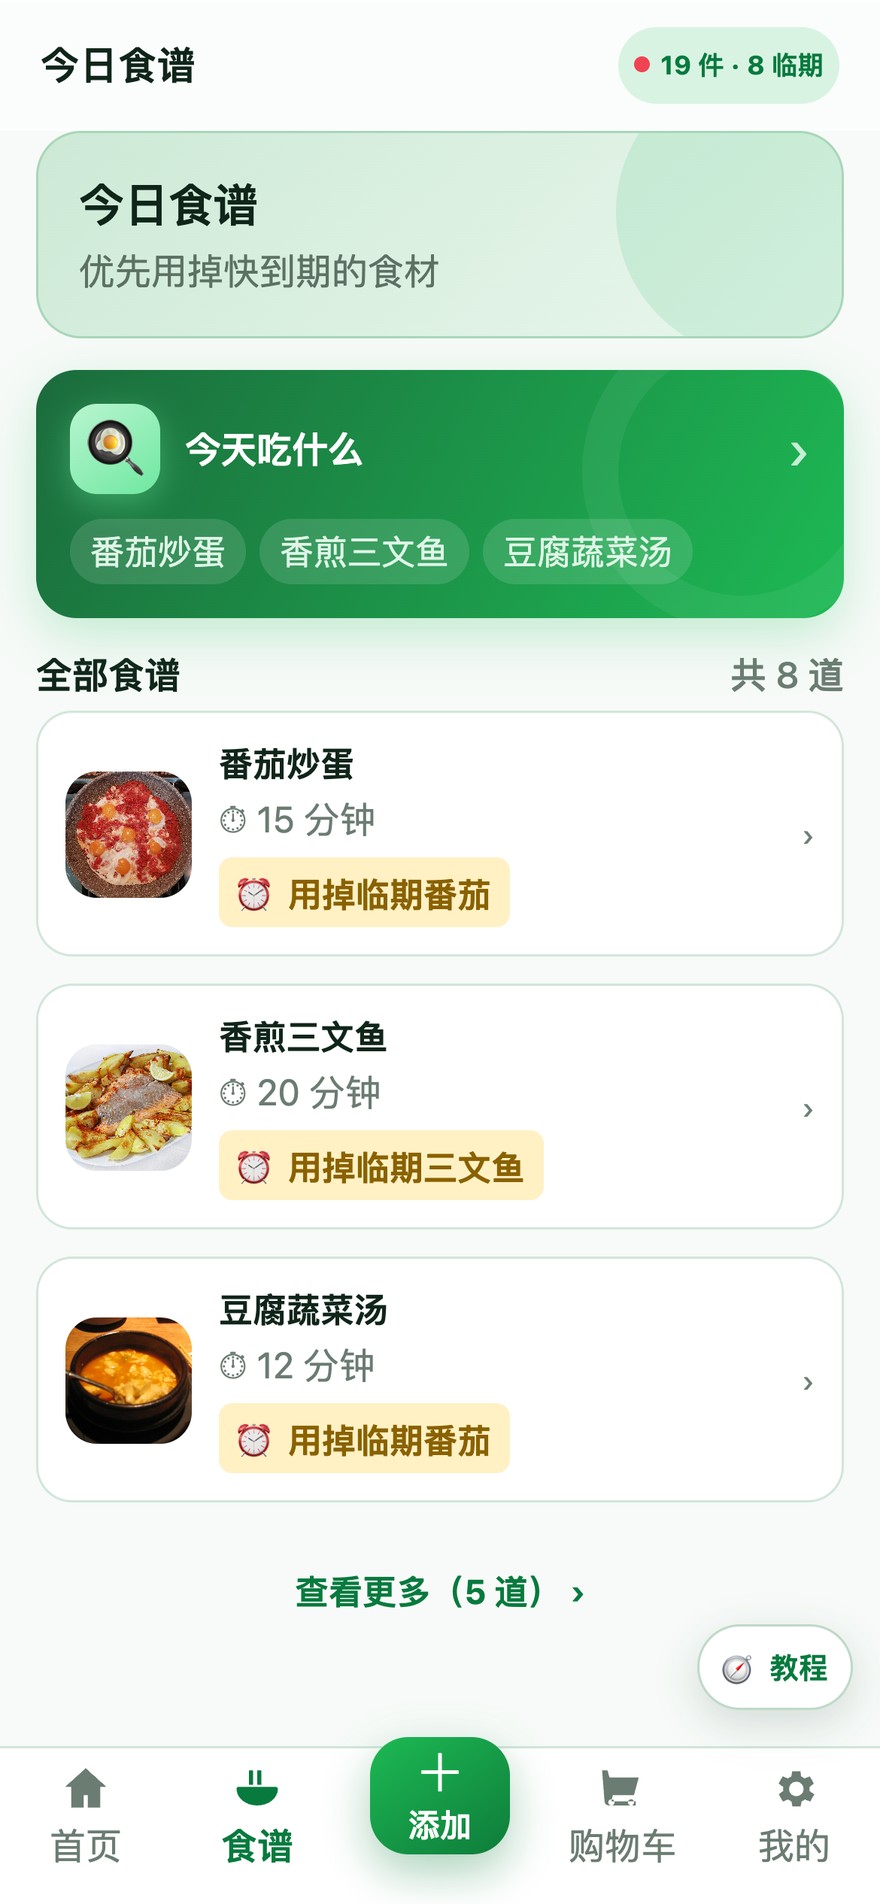 今日食谱
19 件 · 8 临期
今日食谱
优先用掉快到期的食材
今天吃什么
番茄炒蛋
香煎三文鱼
豆腐蔬菜汤
全部食谱
共 8 道
番茄炒蛋
15 分钟
用掉临期番茄
香煎三文鱼
20 分钟
用掉临期三文鱼
豆腐蔬菜汤
12 分钟
用掉临期番茄
查看更多（5 道） ›
教程
首页
食谱
添加
购物车
我的